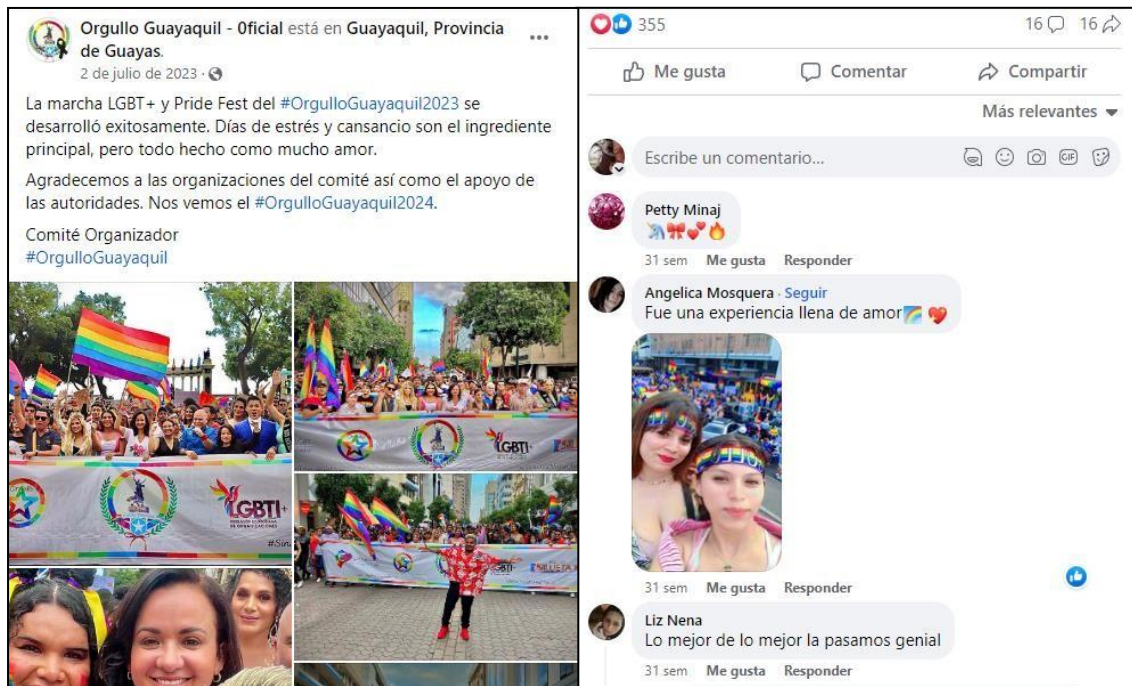 Orgullo Guayaquil - 0ficial está en Guayaquil, Provincia
de Guayas.
2 de julio de 2023 ·
La marcha LGBT+ y Pride Fest del #OrgulloGuayaquil2023 se
desarrolló exitosamente. Días de estrés y cansancio son el ingrediente
principal, pero todo hecho como mucho amor.
Agradecemos a las organizaciones del comité así como el apoyo de
las autoridades. Nos vemos el #OrgulloGuayaquil2024.
Comité Organizador
#OrgulloGuayaquil
LGBTI+
LGBTI+
LGBTI+
SILUETA X
355
16 16
Me gusta Comentar Compartir
Más relevantes
Escribe un comentario...
GIF
Petty Minaj
31 sem Me gusta Responder
Angelica Mosquera · Seguir
Fue una experiencia llena de amor🌈 💖
31 sem Me gusta Responder
Liz Nena
Lo mejor de lo mejor la pasamos genial
31 sem Me gusta Responder